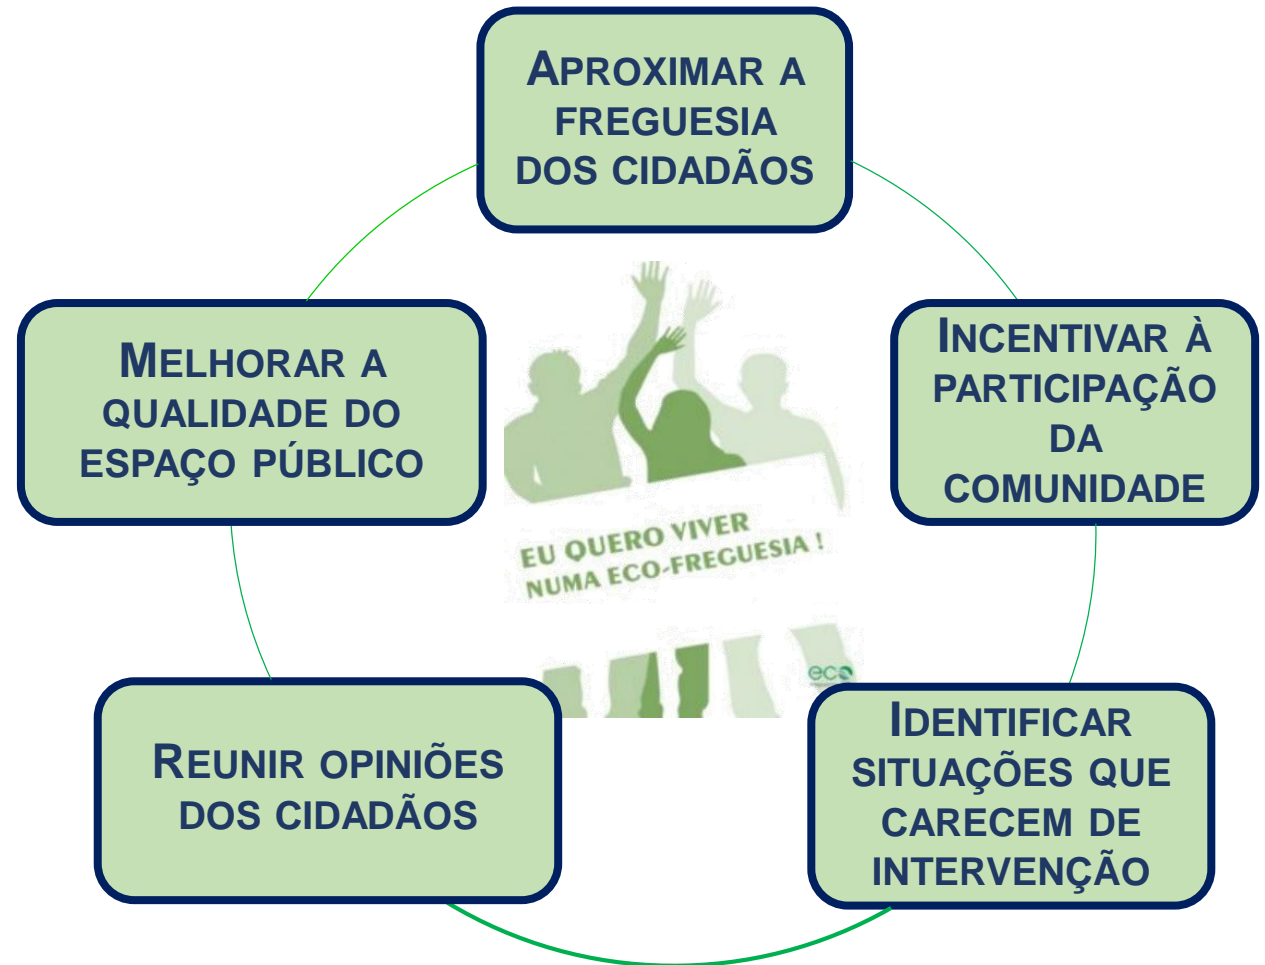 APROXIMAR A
FREGUESIA
DOS CIDADÃOS
INCENTIVAR À
PARTICIPAÇÃO
DA
COMUNIDADE
IDENTIFICAR
SITUAÇÕES QUE
CARECEM DE
INTERVENÇÃO
REUNIR OPINIÕES
DOS CIDADÃOS
MELHORAR A
QUALIDADE DO
ESPAÇO PÚBLICO
EU QUERO VIVER
NUMA ECO-FREGUESIA !
eco